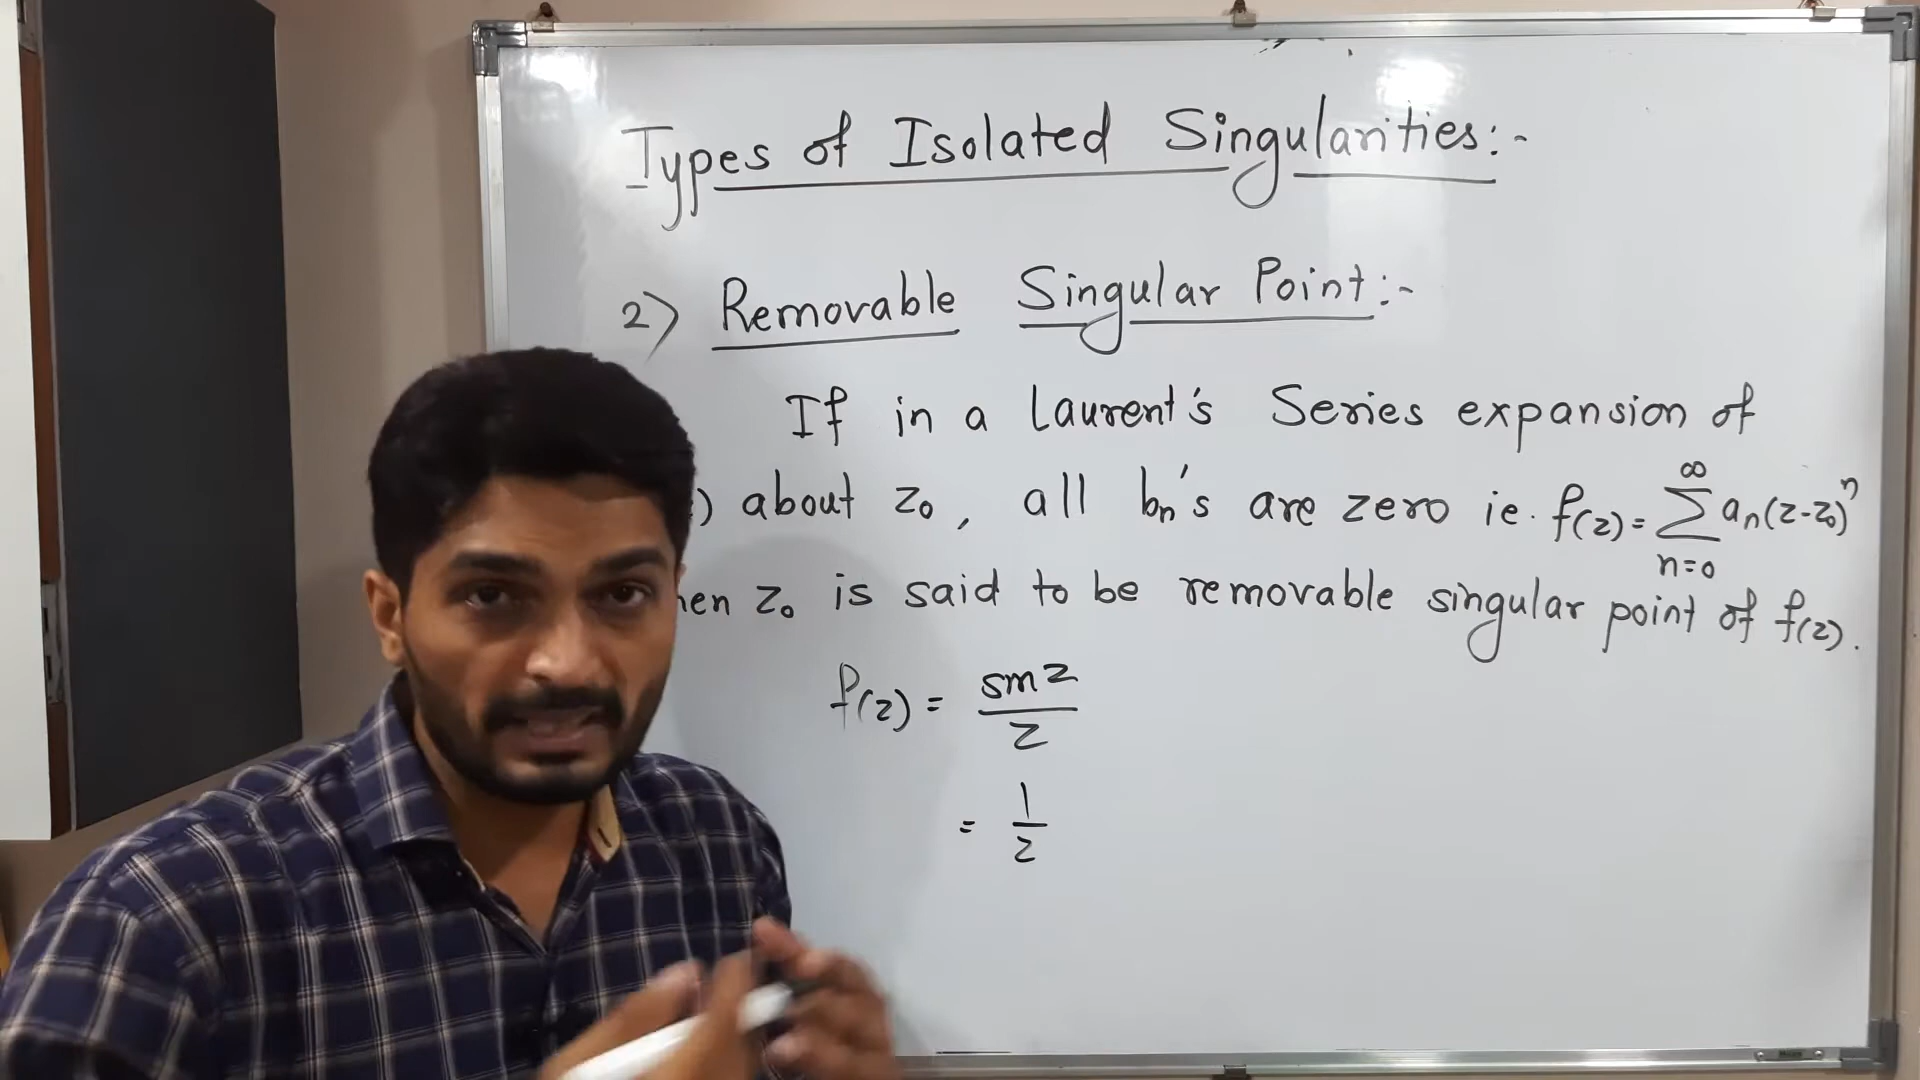 Types of Isolated Singularities:-
2) Removable Singular Point:-
If in a Laurent's Series expansion of
) about z₀, all bₙ's are zero ie. f(z)= ∞ Σ n=0 aₙ(z-z₀)ⁿ
hen z₀ is said to be removable singular point of f(z).
f(z) = sin z / z
= 1 / z